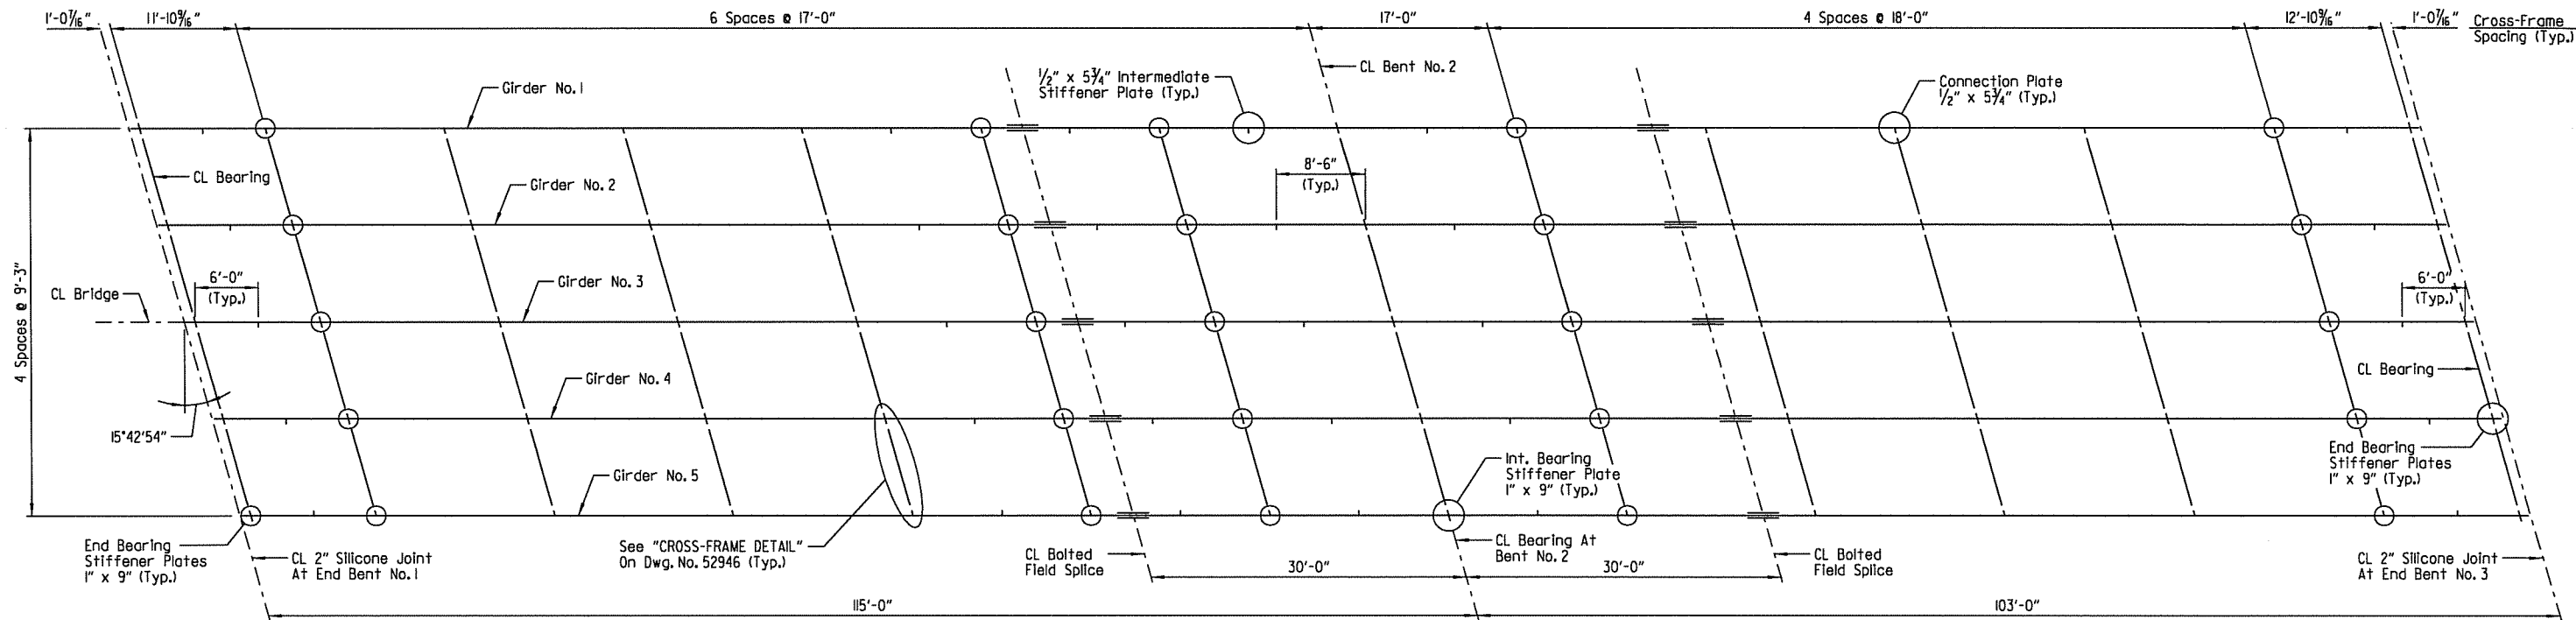 1'-0 7/16" 11'-10 9/16" 6 Spaces @ 17'-0" 17'-0" 4 Spaces @ 18'-0" 12'-10 9/16" 1'-0 7/16" Cross-Frame
Spacing (Typ.)
CL Bent No. 2
1/2" x 5 3/4" Intermediate
Stiffener Plate (Typ.)
Connection Plate
1/2" x 5 3/4" (Typ.)
Girder No. 1
CL Bearing
Girder No. 2
8'-6"
(Typ.)
4 Spaces @ 9'-3"
CL Bridge
6'-0"
(Typ.)
Girder No. 3
6'-0"
(Typ.)
CL Bearing
Girder No. 4
15°42'54"
Girder No. 5
Int. Bearing
Stiffener Plate
1" x 9" (Typ.)
End Bearing
Stiffener Plates
1" x 9" (Typ.)
End Bearing
Stiffener Plates
1" x 9" (Typ.)
CL 2" Silicone Joint
At End Bent No. 1
See "CROSS-FRAME DETAIL"
On Dwg. No. 52946 (Typ.)
CL Bolted
Field Splice
CL Bearing At
Bent No. 2
CL Bolted
Field Splice
CL 2" Silicone Joint
At End Bent No. 3
30'-0" 30'-0"
115'-0" 103'-0"